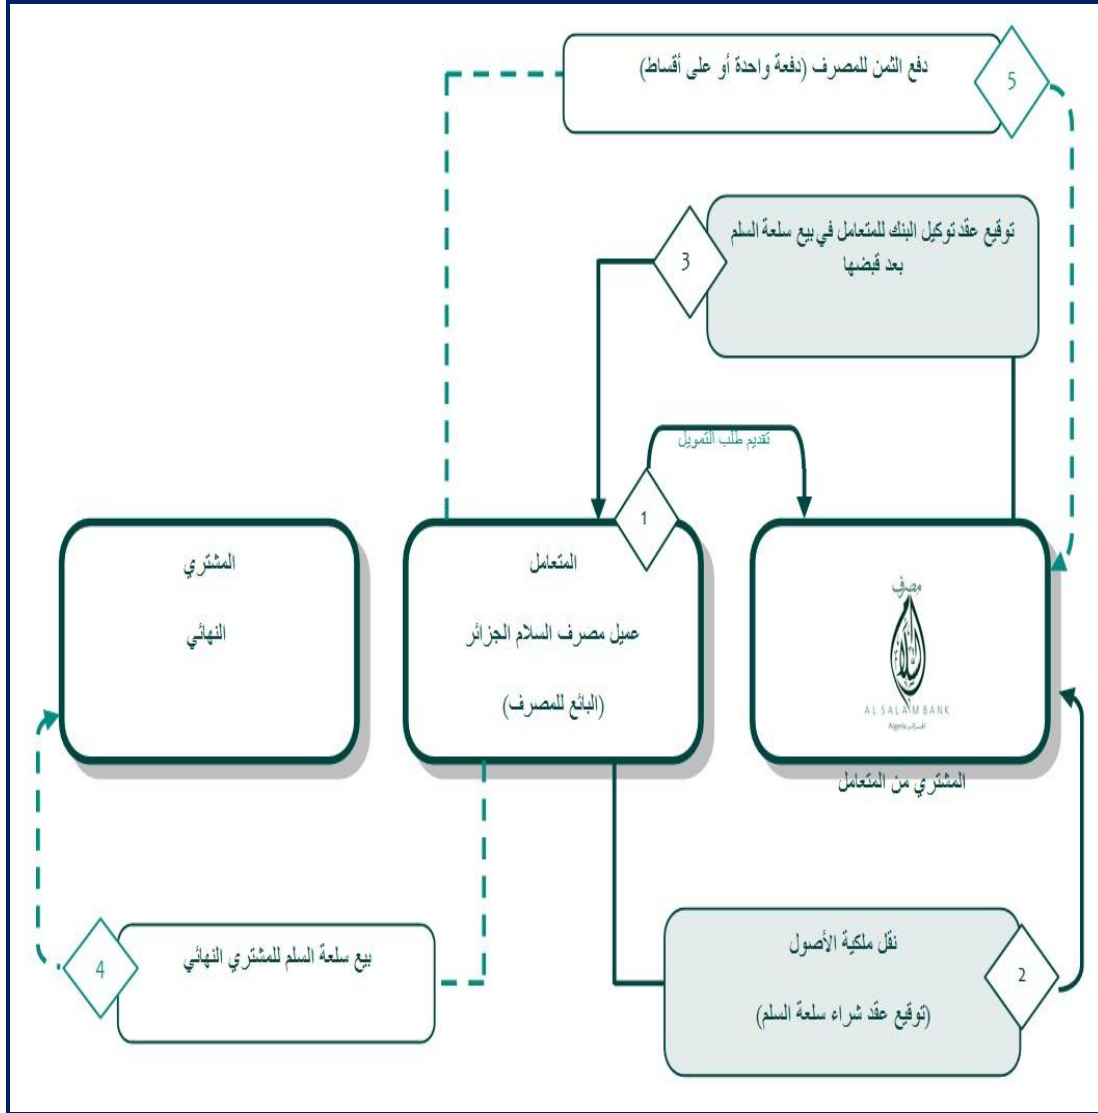 دفع الثمن للمصرف (دفعة واحدة أو على أقساط)
5
توقيع عقد توكيل البنك للمتعامل في بيع سلعة السلم
بعد قبضها
3
تقديم طلب التمويل
1
مصرف
السلام
AL SALAM BANK
Algeria الجزائر
المشتري من المتعامل
المتعامل
عميل مصرف السلام الجزائر
(البائع للمصرف)
المشتري
النهائي
نقل ملكية الأصول
(توقيع عقد شراء سلعة السلم)
2
بيع سلعة السلم للمشتري النهائي
4